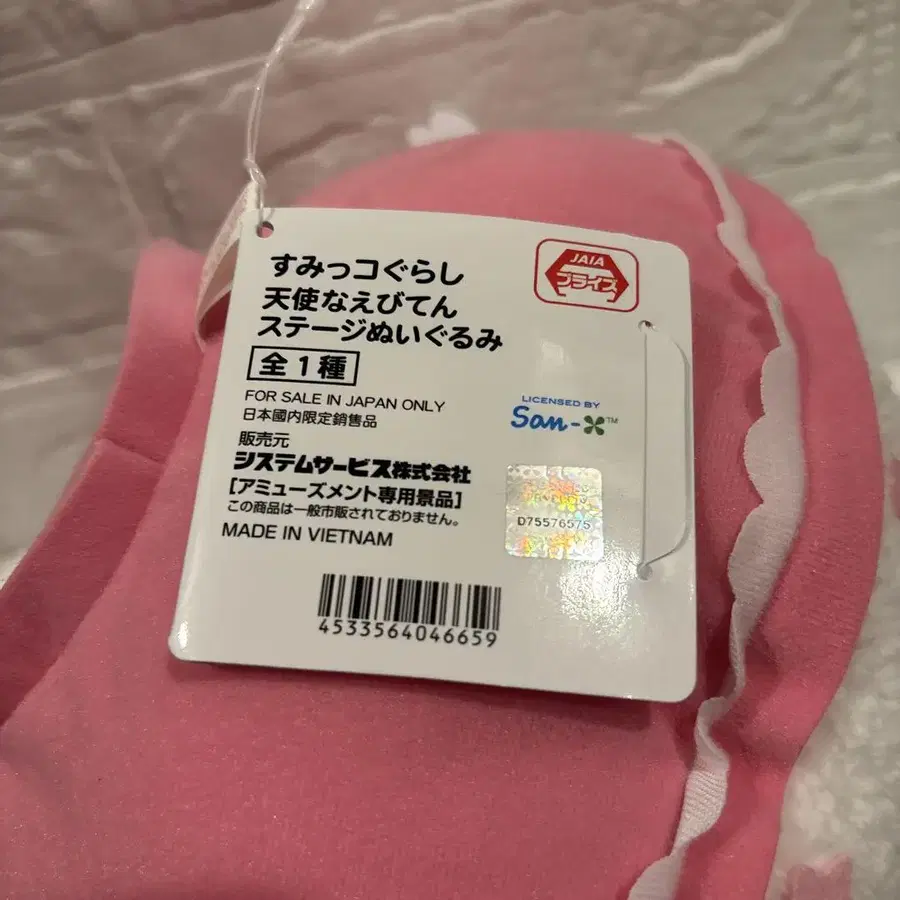 すみっコぐらし
天使なえびてん
ステージぬいぐるみ
全1種
FOR SALE IN JAPAN ONLY
日本國内限定銷售品
販売元
システムサービス株式会社
[アミューズメント専用景品]
この商品は一般市販されておりません。
MADE IN VIETNAM
4533564046659
JAIA
プライズ
LICENSED BY
San-X™
D75576575